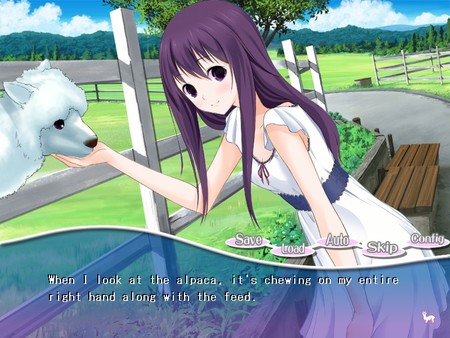 Save
Load
Auto
Skip
Config
When I look at the alpaca, it's chewing on my entire
right hand along with the feed.